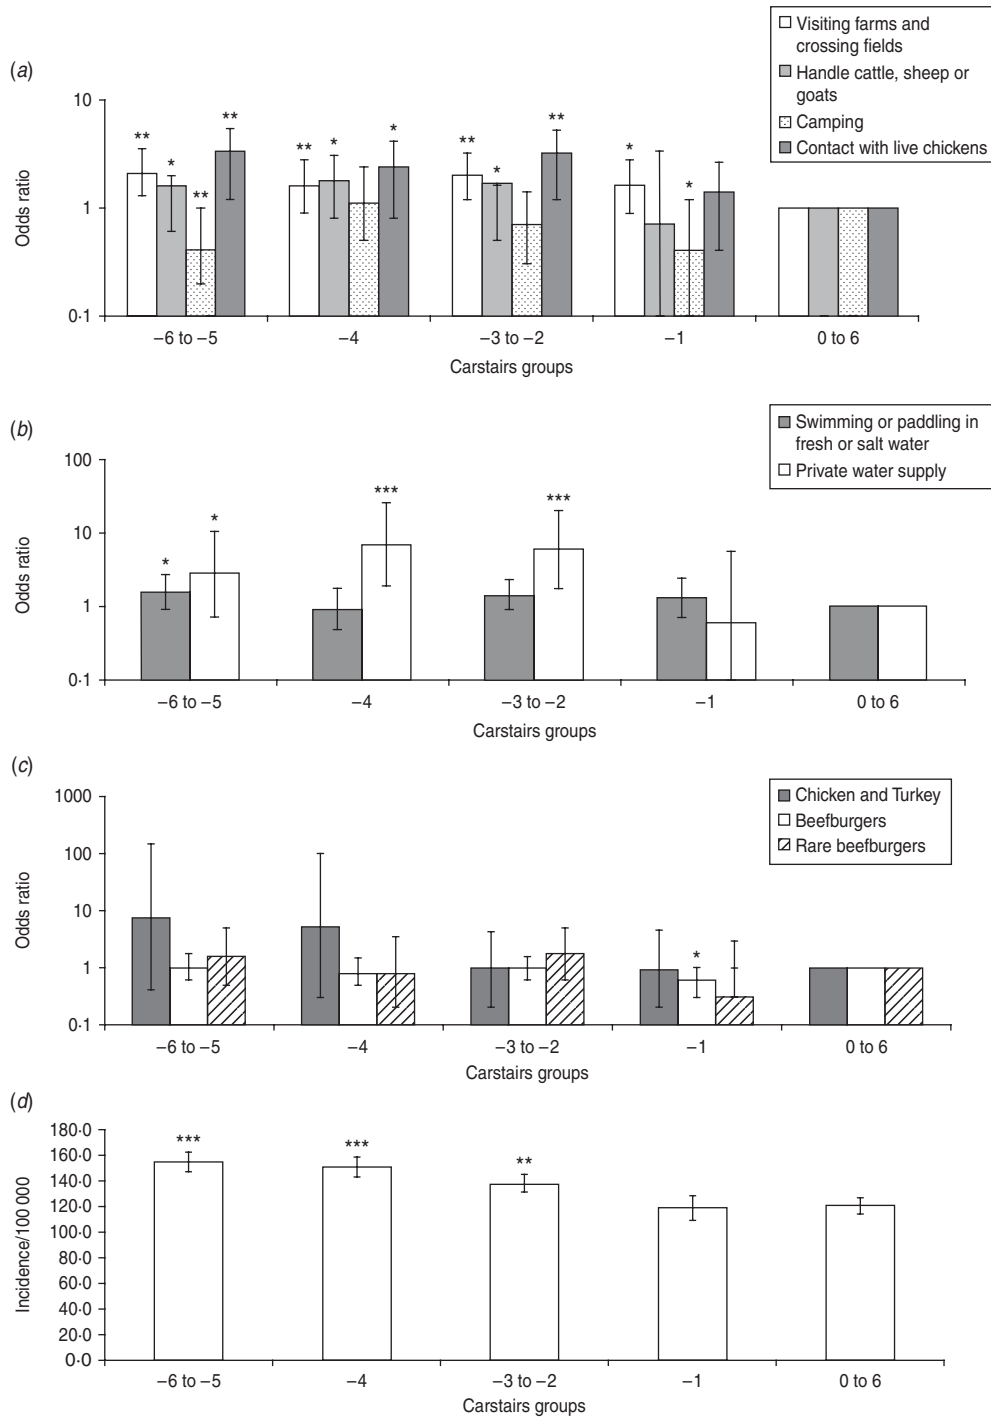 (a)
Visiting farms and
crossing fields
Handle cattle, sheep or
goats
Camping
Contact with live chickens
Odds ratio
10
1
0·1
** * ** **
** * *
** * **
* *
–6 to –5 –4 –3 to –2 –1 0 to 6
Carstairs groups
(b)
Swimming or paddling in
fresh or salt water
Private water supply
Odds ratio
100
10
1
0·1
* *
***
***
–6 to –5 –4 –3 to –2 –1 0 to 6
Carstairs groups
(c)
Chicken and Turkey
Beefburgers
Rare beefburgers
Odds ratio
1000
100
10
1
0·1
*
–6 to –5 –4 –3 to –2 –1 0 to 6
Carstairs groups
(d)
Incidence/100 000
180·0
160·0
140·0
120·0
100·0
80·0
60·0
40·0
20·0
0·0
*** *** **
–6 to –5 –4 –3 to –2 –1 0 to 6
Carstairs groups